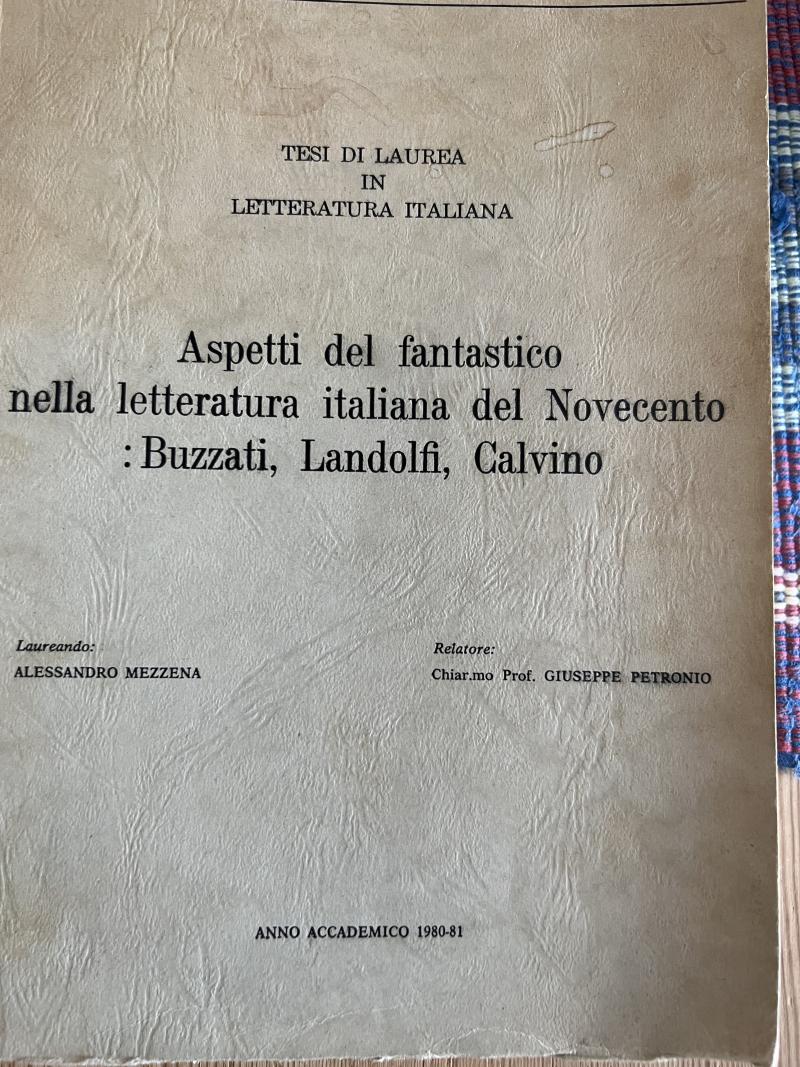 TESI DI LAUREA
IN
LETTERATURA ITALIANA
Aspetti del fantastico
nella letteratura italiana del Novecento
: Buzzati, Landolfi, Calvino
Laureando:
ALESSANDRO MEZZENA
Relatore:
Chiar.mo Prof. GIUSEPPE PETRONIO
ANNO ACCADEMICO 1980-81